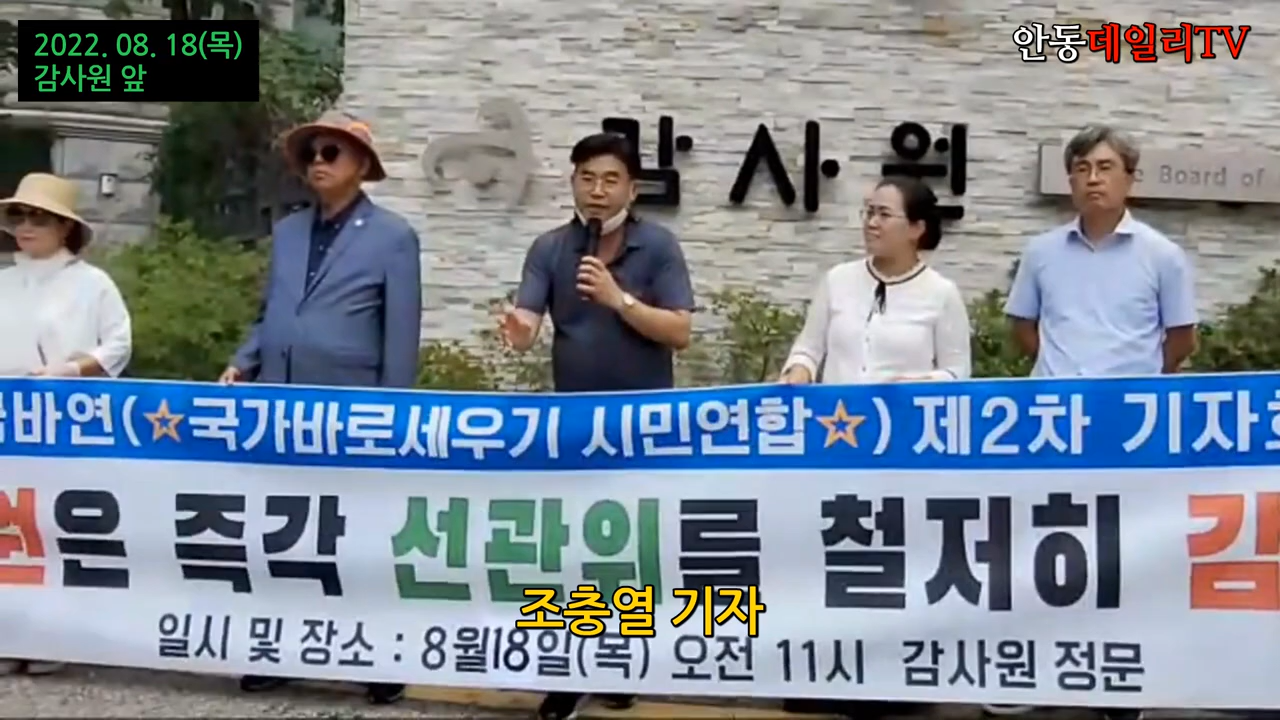 2022. 08. 18(목)
감사원 앞
안동데일리TV
감사원
Board of
바연(☆국가바로세우기 시민연합☆) 제2차 기자
은 즉각 선관위를 철저히 감
조충열 기자
일시 및 장소 : 8월18일(목) 오전 11시 감사원 정문